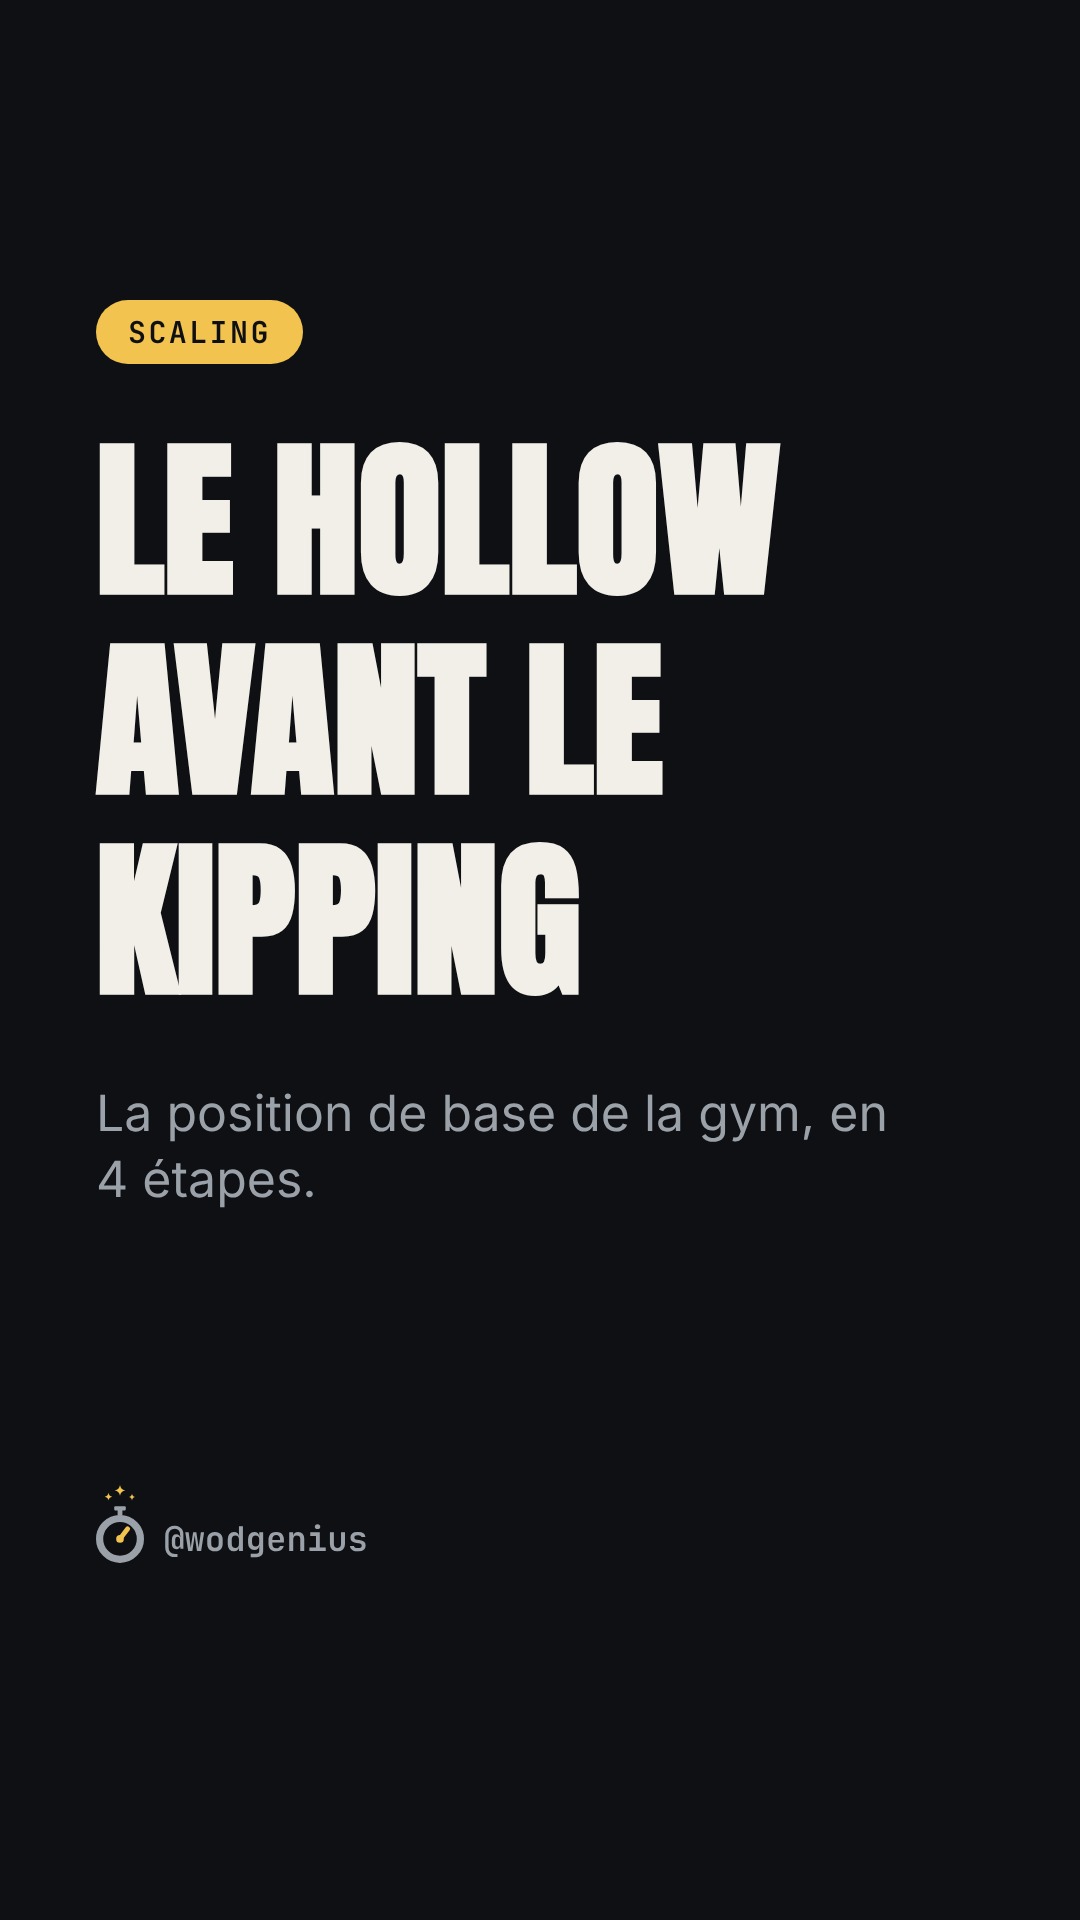 SCALING
LE HOLLOW
AVANT LE
KIPPING
La position de base de la gym, en
4 étapes.
@wodgenius